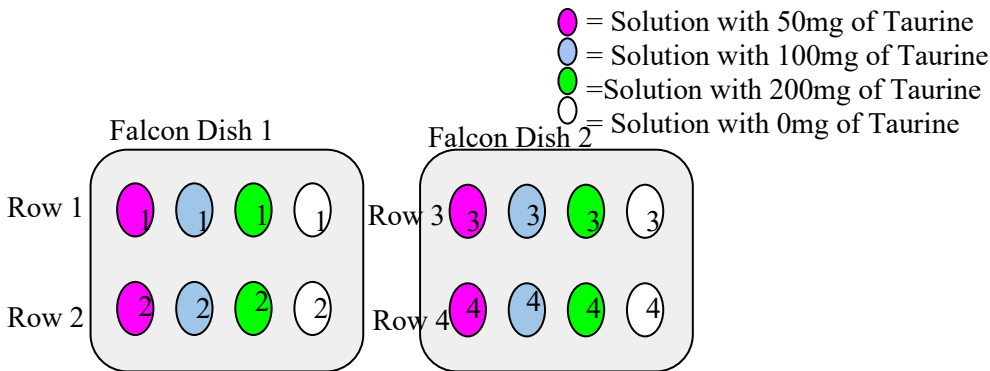 = Solution with 50mg of Taurine
= Solution with 100mg of Taurine
=Solution with 200mg of Taurine
= Solution with 0mg of Taurine
Falcon Dish 1
Falcon Dish 2
Row 1
1 1 1 1
Row 3
3 3 3 3
Row 2
2 2 2 2
Row 4
4 4 4 4